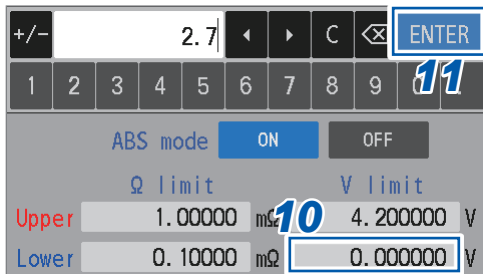 +/- 2.7 ◂ ▸ C ⌫ ENTER
11
1 2 3 4 5 6 7 8 9 0
ABS mode ON OFF
Ω limit V limit
Upper 1.00000 mΩ 4.200000 V
10
Lower 0.10000 mΩ 0.000000 V